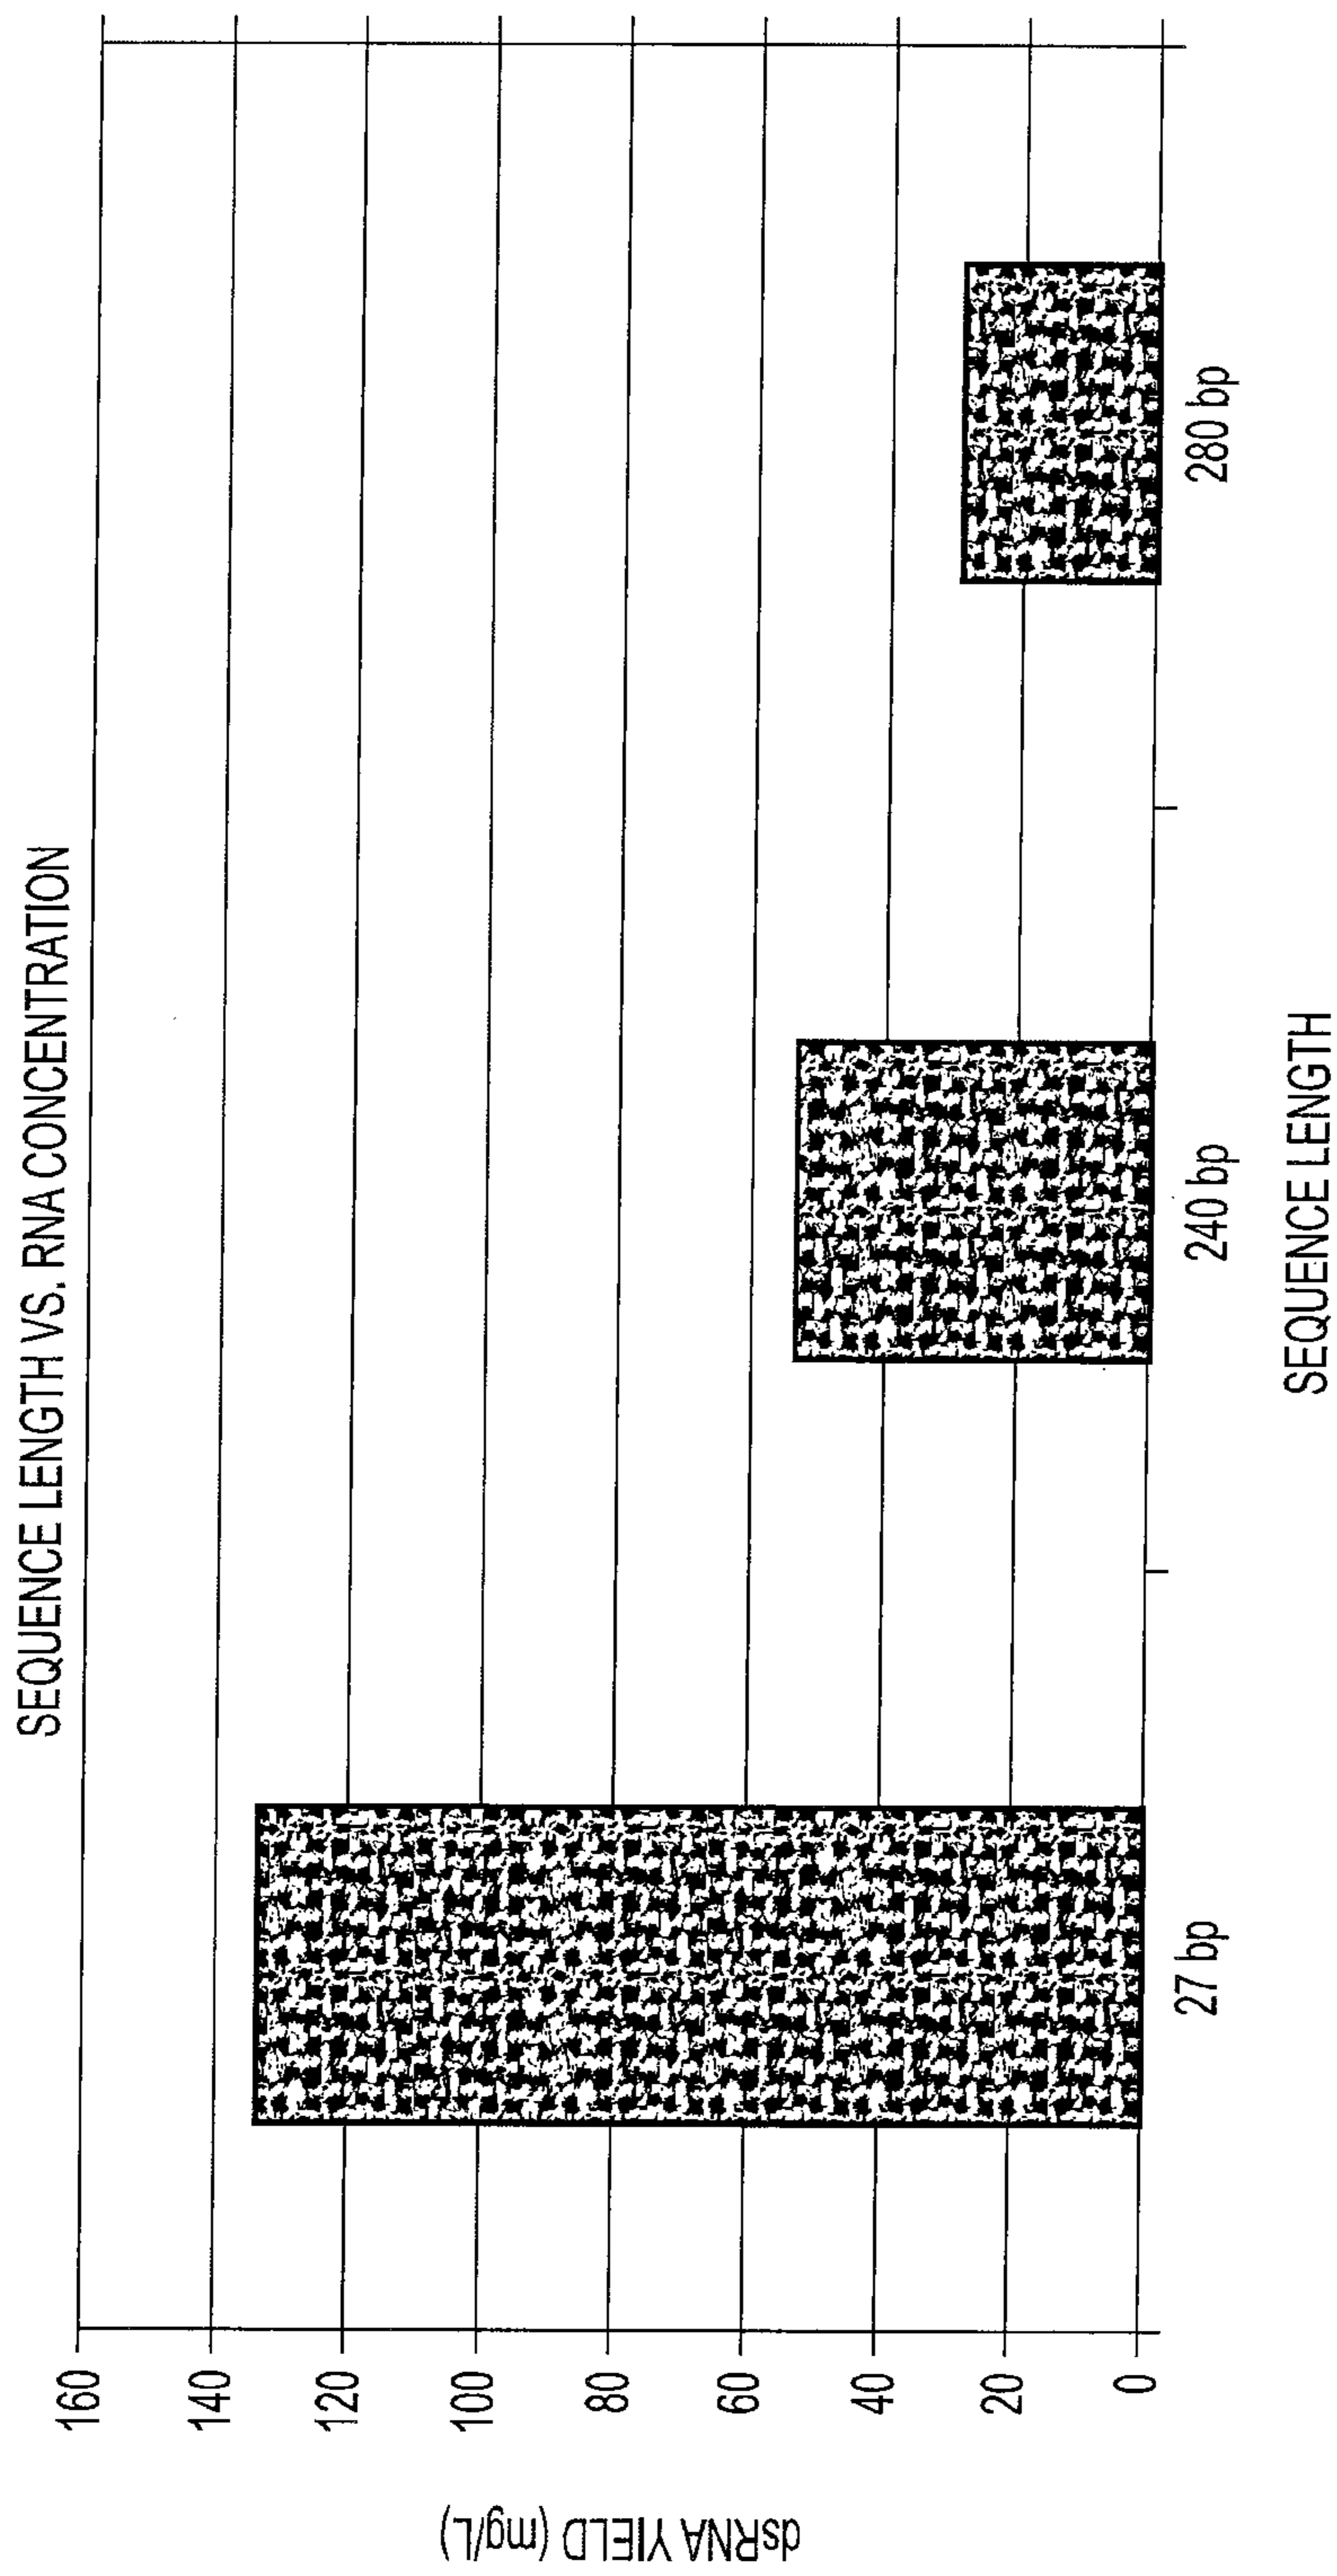 SEQUENCE LENGTH VS. RNA CONCENTRATION
dsRNA YIELD (mg/L)
160
140
120
100
80
60
40
20
0
27 bp
240 bp
280 bp
SEQUENCE LENGTH